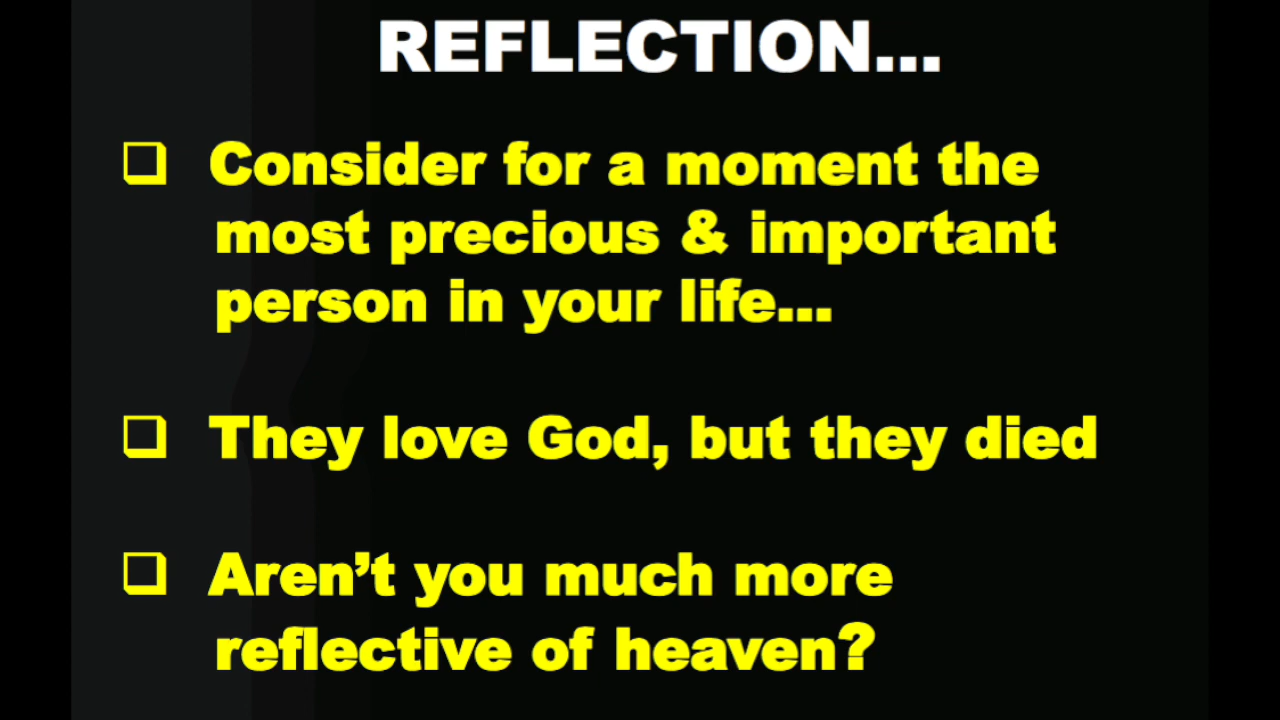 REFLECTION...
Consider for a moment the
most precious & important
person in your life...
They love God, but they died
Aren’t you much more
reflective of heaven?